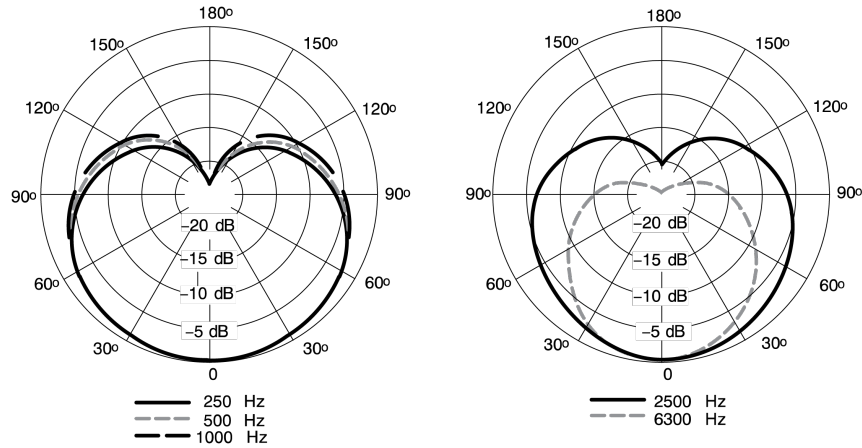 180º
150º
150º
120º
120º
90º
90º
–20 dB
–15 dB
–10 dB
–5 dB
60º
60º
30º
30º
0
250 Hz
500 Hz
1000 Hz
180º
150º
150º
120º
120º
90º
90º
–20 dB
–15 dB
–10 dB
–5 dB
60º
60º
30º
30º
0
2500 Hz
6300 Hz